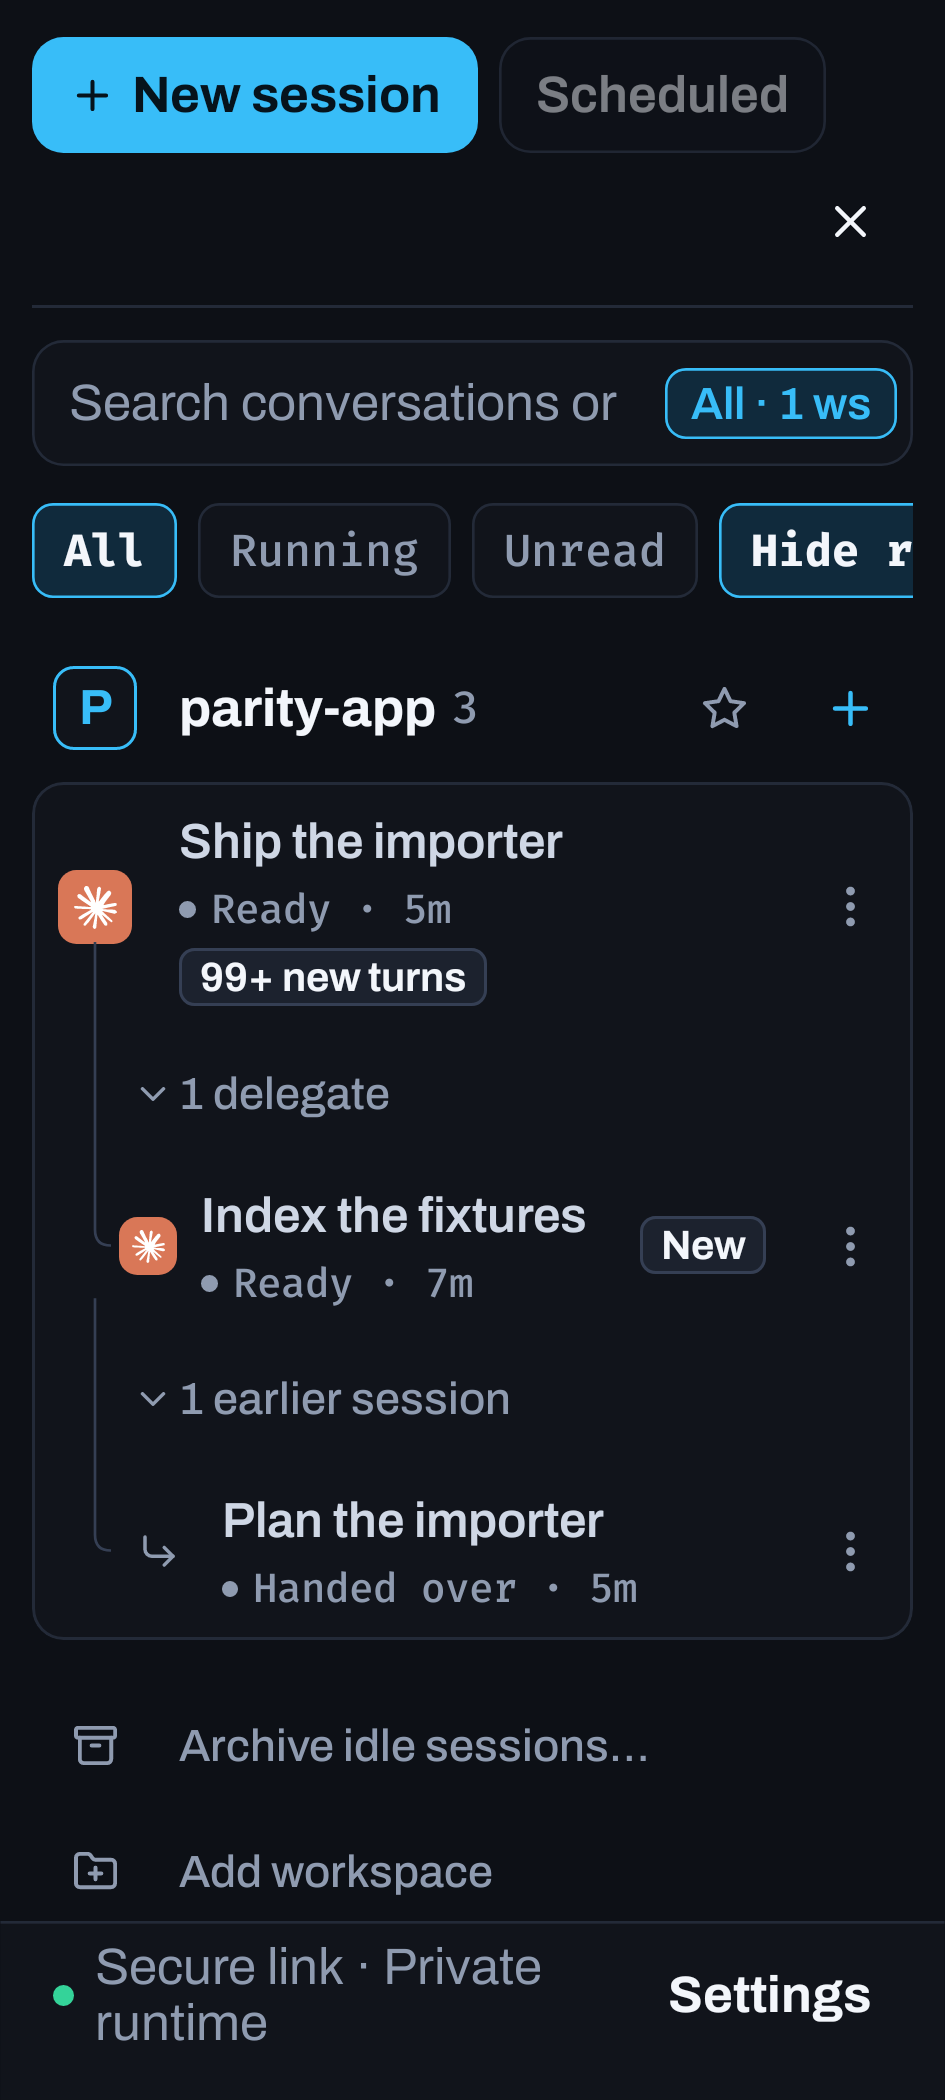 + New session
Scheduled
Search conversations or
All · 1 ws
All
Running
Unread
Hide r
P
parity-app 3
Ship the importer
Ready · 5m
99+ new turns
1 delegate
Index the fixtures
New
Ready · 7m
1 earlier session
Plan the importer
Handed over · 5m
Archive idle sessions...
Add workspace
Secure link · Private
runtime
Settings